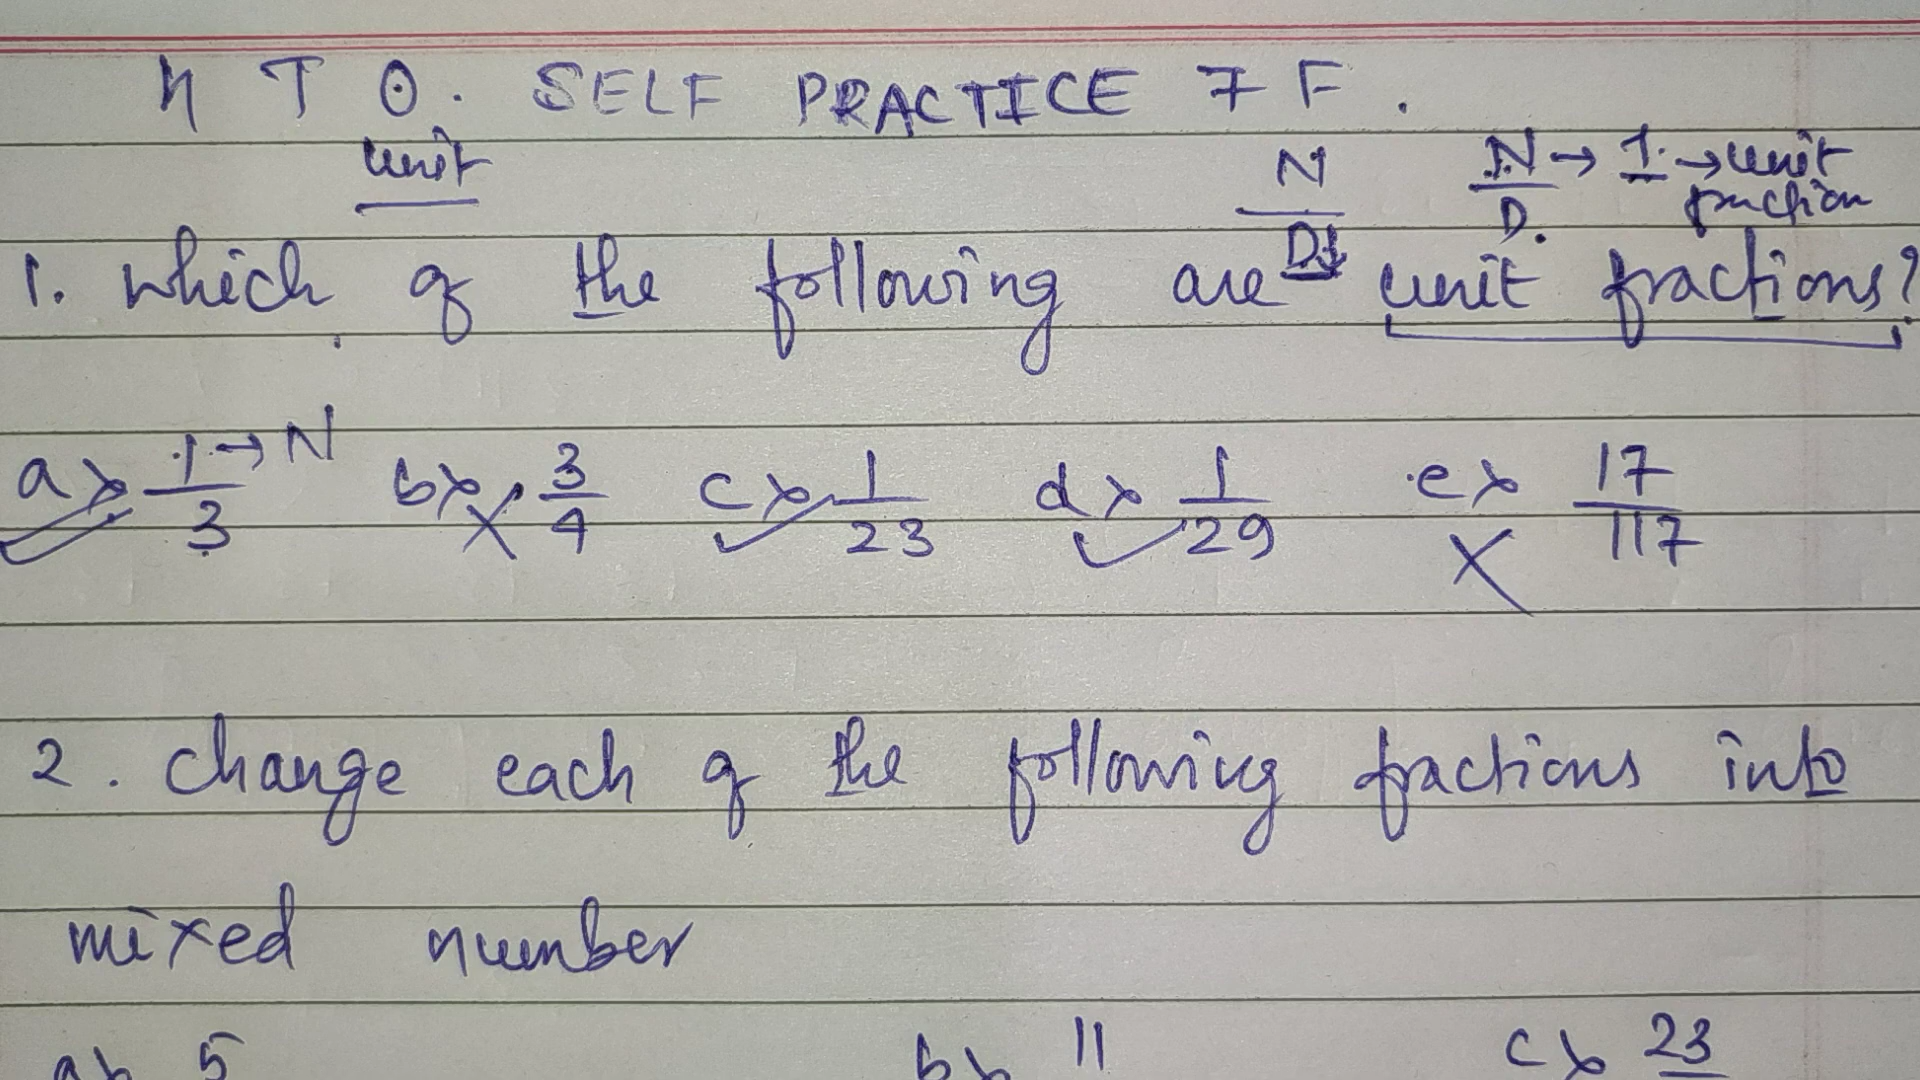 N T O. SELF PRACTICE 7 F.
unit
N/D N/D. → 1. → unit fraction
1. which of the following are unit fractions?
a> 1/3 → N b> 3/4 c> 1/23 d> 1/29 e> 17/117
2. change each of the following fractions into
mixed number
a> 5 b> 11 c> 23